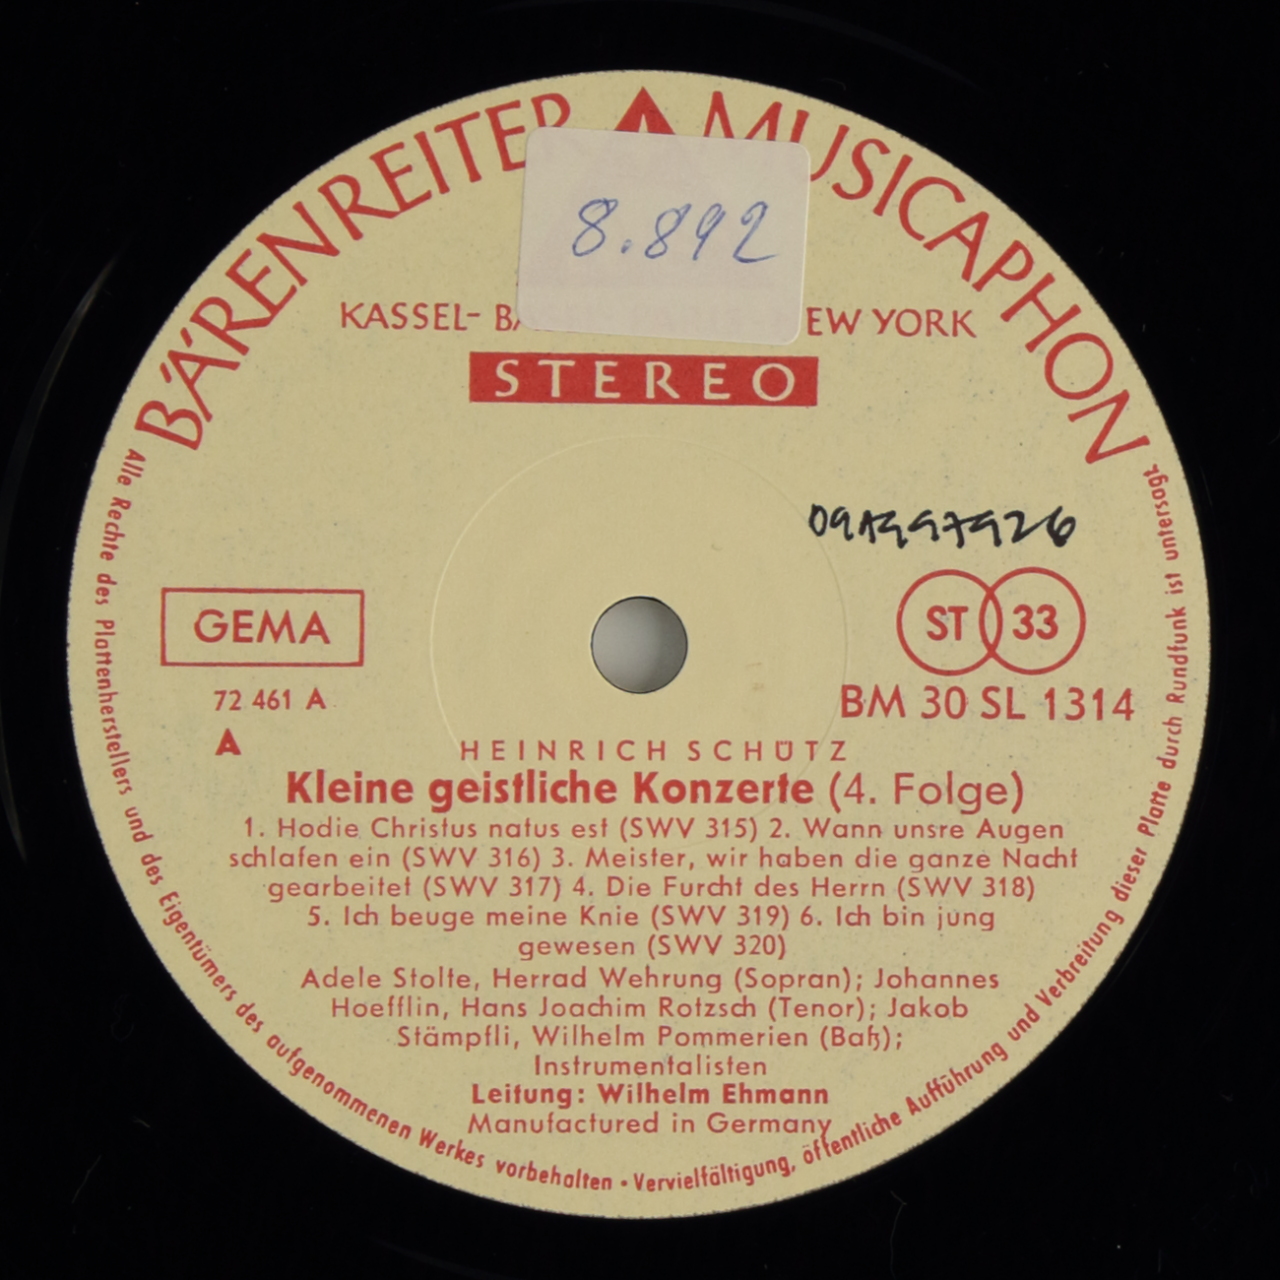 BÄRENREITER MUSICAPHON
8.892
KASSEL- BASEL- PARIS-NEW YORK
STEREO
0919997926
GEMA
ST 33
72 461 A
BM 30 SL 1314
A
HEINRICH SCHÜTZ
Kleine geistliche Konzerte (4. Folge)
1. Hodie Christus natus est (SWV 315) 2. Wann unsre Augen
schlafen ein (SWV 316) 3. Meister, wir haben die ganze Nacht
gearbeitet (SWV 317) 4. Die Furcht des Herrn (SWV 318)
5. Ich beuge meine Knie (SWV 319) 6. Ich bin jung
gewesen (SWV 320)
Adele Stolte, Herrad Wehrung (Sopran); Johannes
Hoefflin, Hans Joachim Rotzsch (Tenor); Jakob
Stämpfli, Wilhelm Pommerien (Baß);
Instrumentalisten
Leitung: Wilhelm Ehmann
Manufactured in Germany
Alle Rechte des Plattenherstellers und des Eigentümers des aufgenommenen Werkes vorbehalten · Vervielfältigung, öffentliche Aufführung und Verbreitung dieser Platte durch Rundfunk ist untersagt.